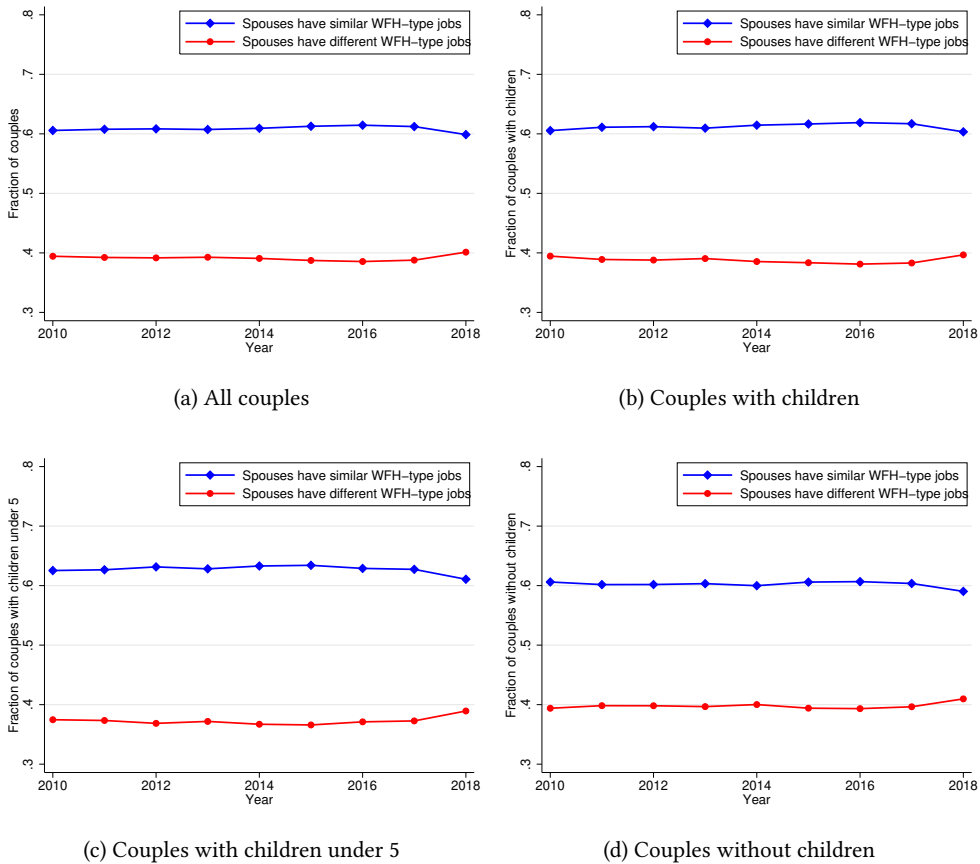 Spouses have similar WFH−type jobs
Spouses have different WFH−type jobs
Fraction of couples
.3 .4 .5 .6 .7 .8
2010 2012 2014 2016 2018
Year
(a) All couples
Spouses have similar WFH−type jobs
Spouses have different WFH−type jobs
Fraction of couples with children
.3 .4 .5 .6 .7 .8
2010 2012 2014 2016 2018
Year
(b) Couples with children
Spouses have similar WFH−type jobs
Spouses have different WFH−type jobs
Fraction of couples with children under 5
.3 .4 .5 .6 .7 .8
2010 2012 2014 2016 2018
Year
(c) Couples with children under 5
Spouses have similar WFH−type jobs
Spouses have different WFH−type jobs
Fraction of couples without children
.3 .4 .5 .6 .7 .8
2010 2012 2014 2016 2018
Year
(d) Couples without children